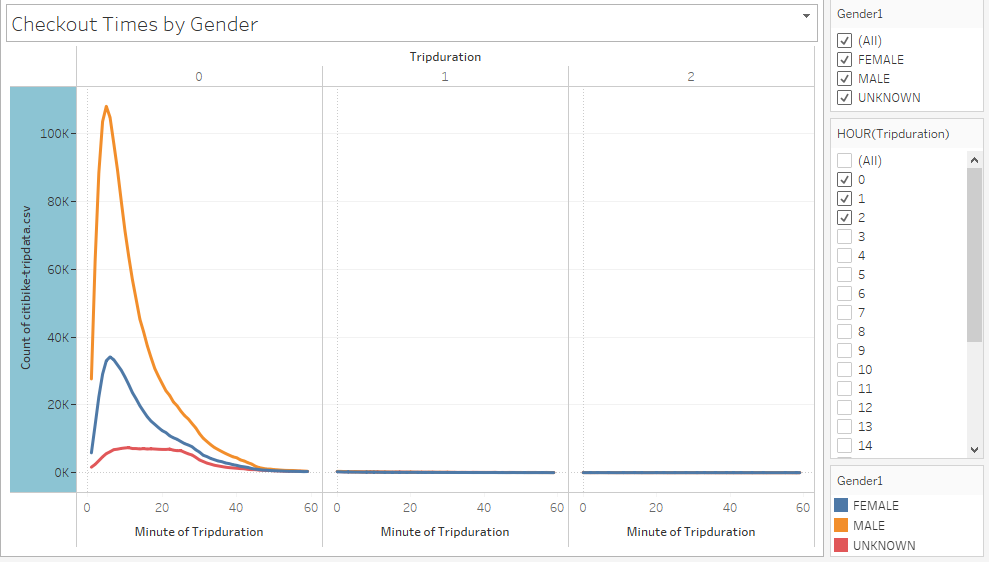 Checkout Times by Gender
Tripduration
0 1 2
Count of citibike-tripdata.csv
100K
80K
60K
40K
20K
0K
0 20 40 60 0 20 40 60 0 20 40 60
Minute of Tripduration Minute of Tripduration Minute of Tripduration
Gender1
(All)
FEMALE
MALE
UNKNOWN
HOUR(Tripduration)
(All)
0
1
2
3
4
5
6
7
8
9
10
11
12
13
14
Gender1
FEMALE
MALE
UNKNOWN